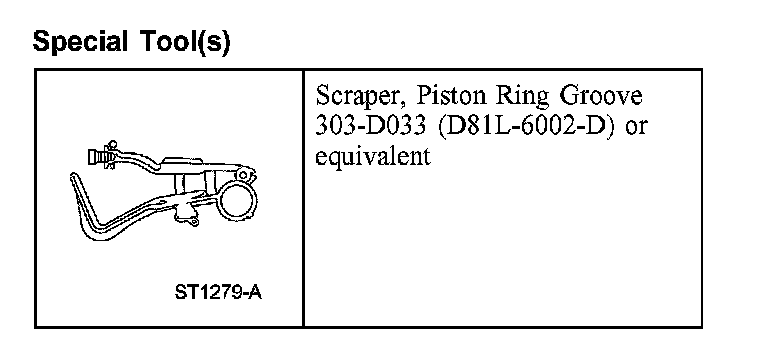 Special Tool(s)
Scraper, Piston Ring Groove
303-D033 (D81L-6002-D) or
equivalent
ST1279-A